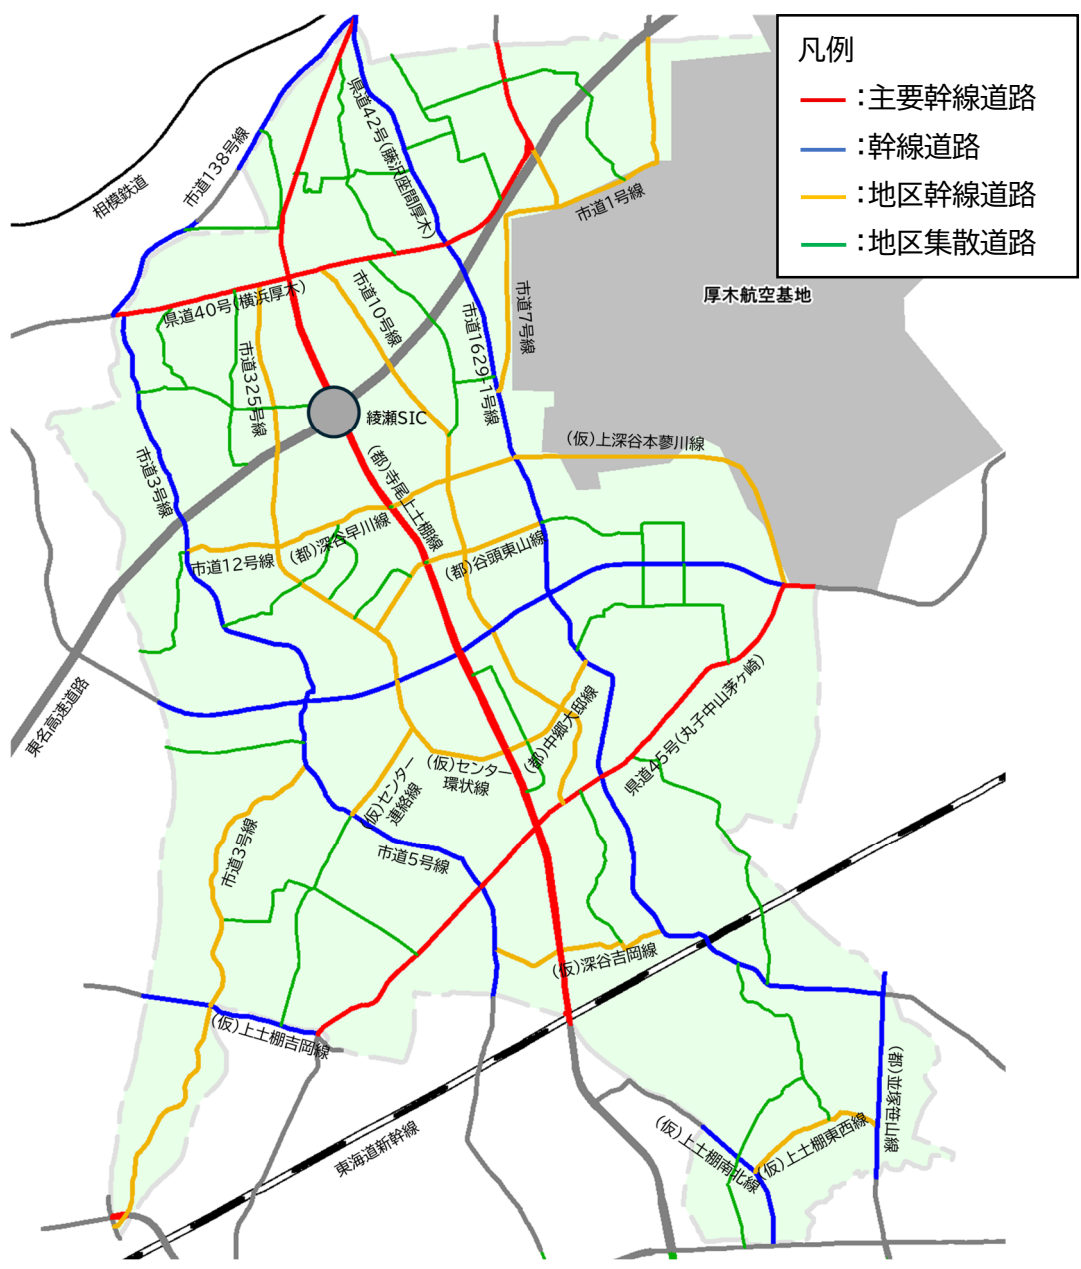 凡例
：主要幹線道路
：幹線道路
：地区幹線道路
：地区集散道路
県道42号(藤沢座間厚木)
市道138号線
相模鉄道
市道1号線
厚木航空基地
県道40号(横浜厚木)
市道10号線
市道7号線
市道1629-1号線
市道325号線
綾瀬SIC
(仮)上深谷本蓼川線
市道3号線
(都)寺尾上土棚線
(都)深谷早川線
市道12号線
(都)谷頭東山線
東名高速道路
(都)中郷大邸線
県道45号(丸子中山茅ヶ崎)
(仮)センター
環状線
仮)センター
連絡線
市道3号線
市道5号線
(仮)深谷吉岡線
(仮)上土棚吉岡線
東海道新幹線
(都)並塚笹山線
(仮)上土棚東西線
(仮)上土棚南北線